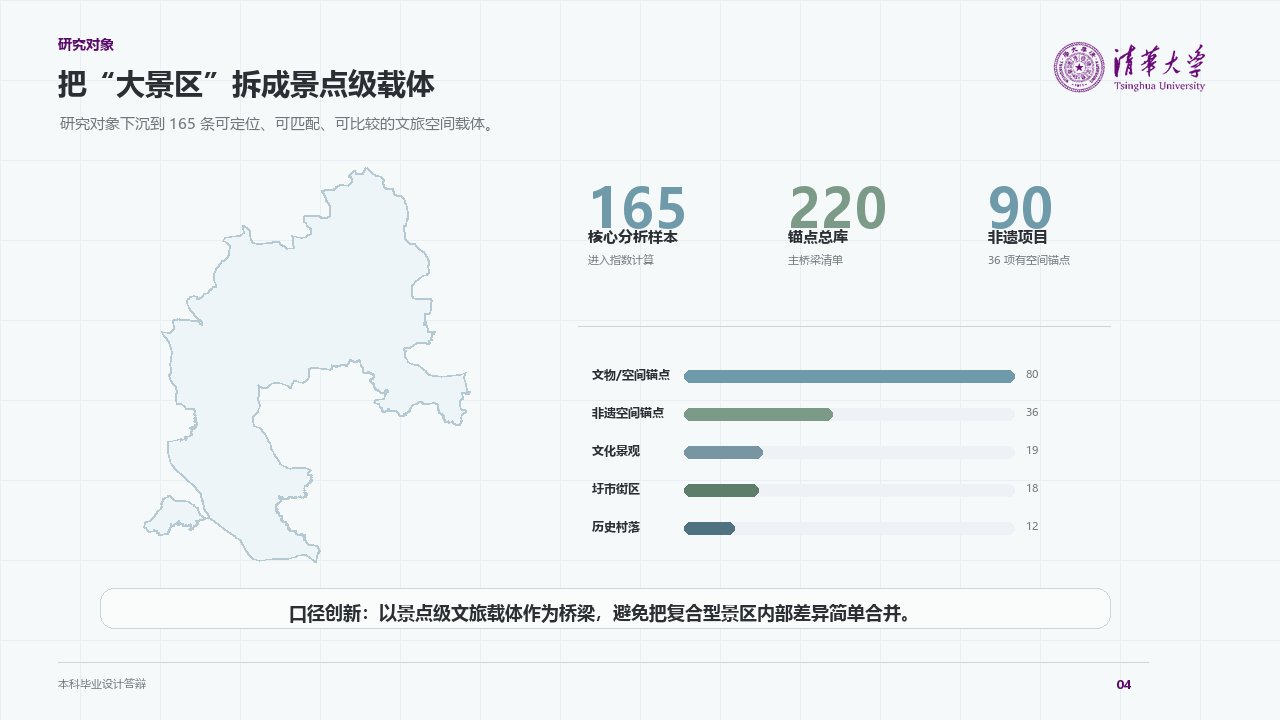 研究对象
把“大景区”拆成景点级载体
研究对象下沉到 165 条可定位、可匹配、可比较的文旅空间载体。
清华大学
Tsinghua University
165
核心分析样本
进入指数计算
220
锚点总库
主桥梁清单
90
非遗项目
36 项有空间锚点
文物/空间锚点 80
非遗空间锚点 36
文化景观 19
圩市街区 18
历史村落 12
口径创新：以景点级文旅载体作为桥梁，避免把复合型景区内部差异简单合并。
本科毕业设计答辩
04